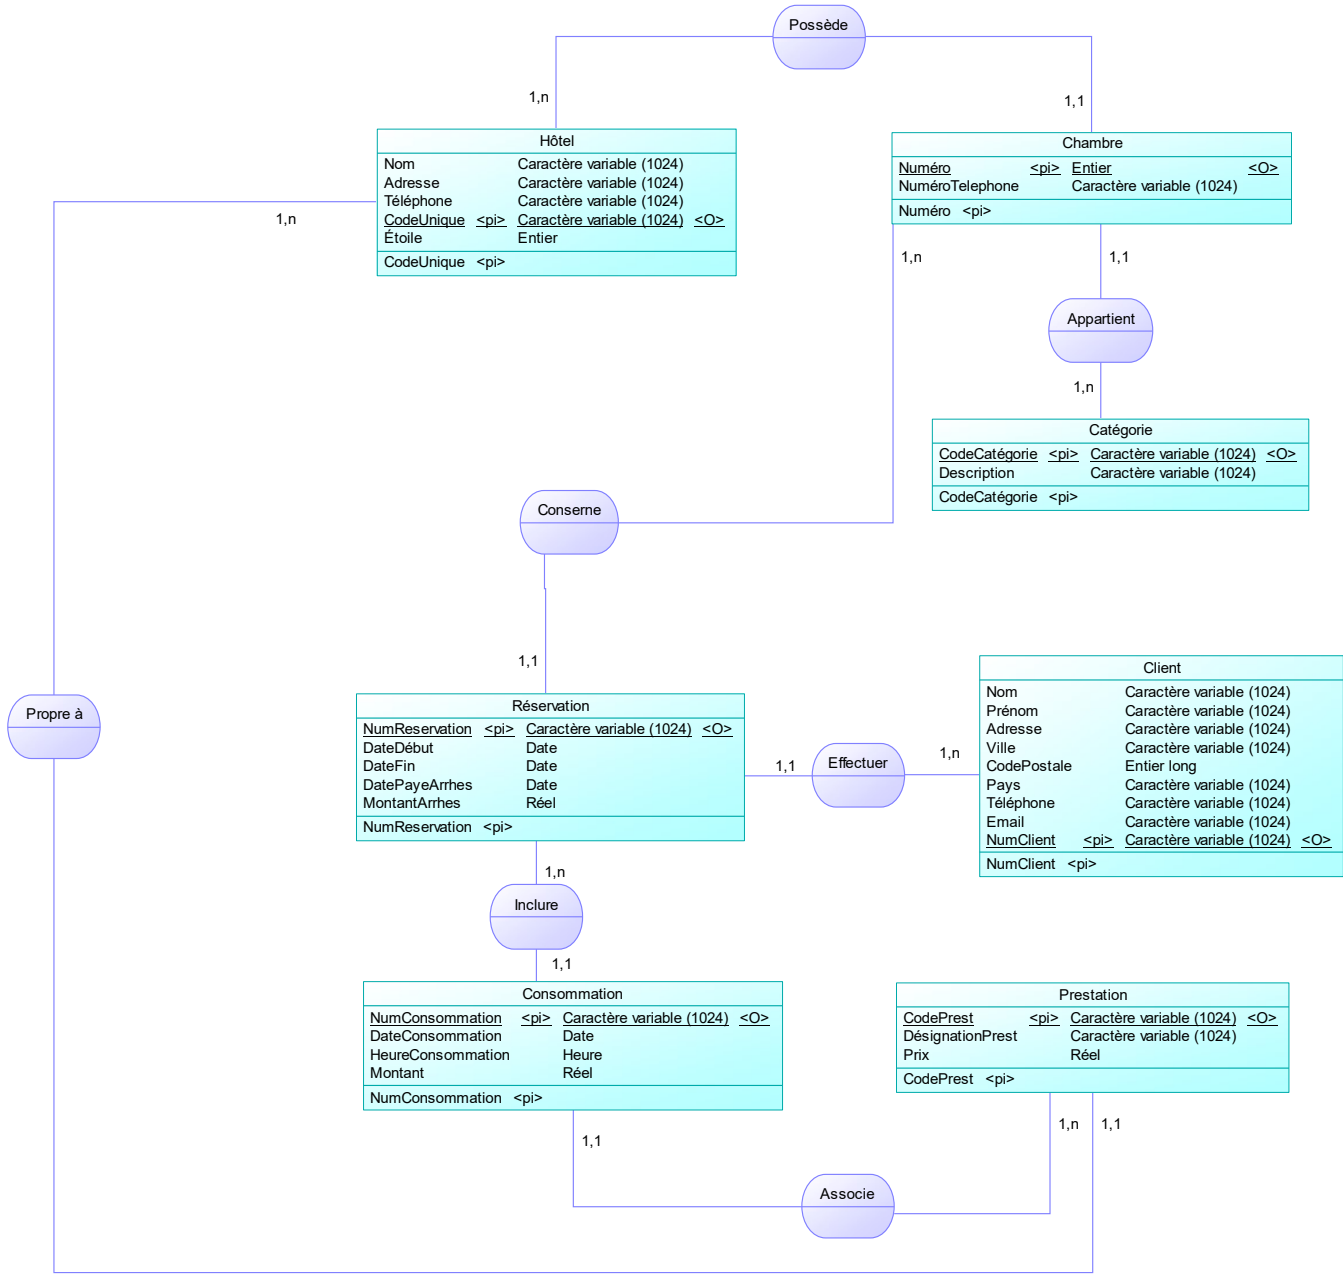 Possède
1,n
1,1
Hôtel
Nom Caractère variable (1024)
Adresse Caractère variable (1024)
Téléphone Caractère variable (1024)
CodeUnique <pi> Caractère variable (1024) <O>
Étoile Entier
CodeUnique <pi>
Chambre
Numéro <pi> Entier <O>
NuméroTelephone Caractère variable (1024)
Numéro <pi>
1,n
1,n
1,1
Appartient
1,n
Catégorie
CodeCatégorie <pi> Caractère variable (1024) <O>
Description Caractère variable (1024)
CodeCatégorie <pi>
Conserne
1,1
Propre à
Réservation
NumReservation <pi> Caractère variable (1024) <O>
DateDébut Date
DateFin Date
DatePayeArrhes Date
MontantArrhes Réel
NumReservation <pi>
1,1
Effectuer
1,n
Client
Nom Caractère variable (1024)
Prénom Caractère variable (1024)
Adresse Caractère variable (1024)
Ville Caractère variable (1024)
CodePostale Entier long
Pays Caractère variable (1024)
Téléphone Caractère variable (1024)
Email Caractère variable (1024)
NumClient <pi> Caractère variable (1024) <O>
NumClient <pi>
1,n
Inclure
1,1
Consommation
NumConsommation <pi> Caractère variable (1024) <O>
DateConsommation Date
HeureConsommation Heure
Montant Réel
NumConsommation <pi>
Prestation
CodePrest <pi> Caractère variable (1024) <O>
DésignationPrest Caractère variable (1024)
Prix Réel
CodePrest <pi>
1,1
1,n
1,1
Associe